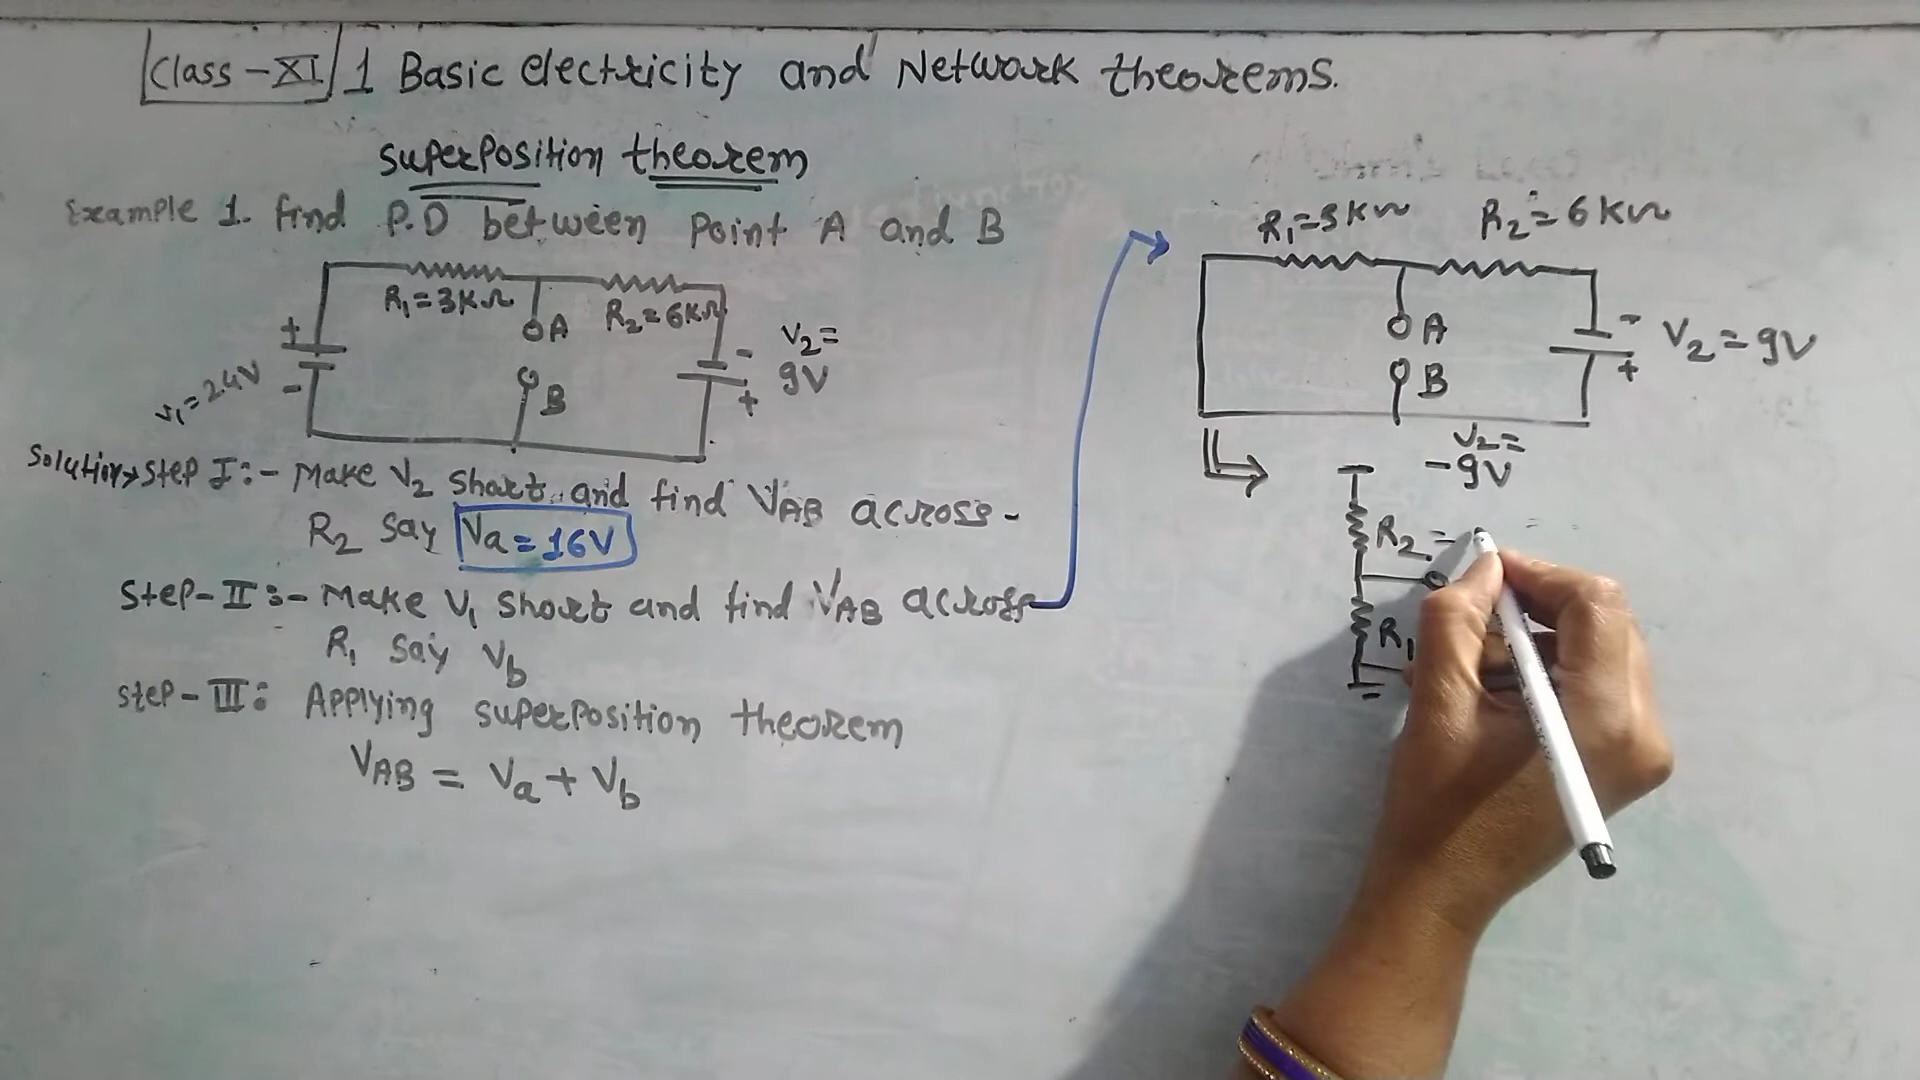 Class-XI 1 Basic electricity and Network theorems.
Superposition theorem
Example 1. find P.D between Point A and B
R₁=3KΩ
R₂=6KΩ
A
B
+
-
V₁=24V
-
+
V₂=
9V
Solution→Step I:- Make V₂ short and find VAB across-
R₂ say Va=16V
Step-II:- Make V₁ short and find VAB across
R₁ say Vb
Step-III: Applying superposition theorem
VAB = Va + Vb
R₁=3KΩ R₂=6KΩ
A
B
-
+
V₂=9V
V₂=
-9V
R₂=
R₁